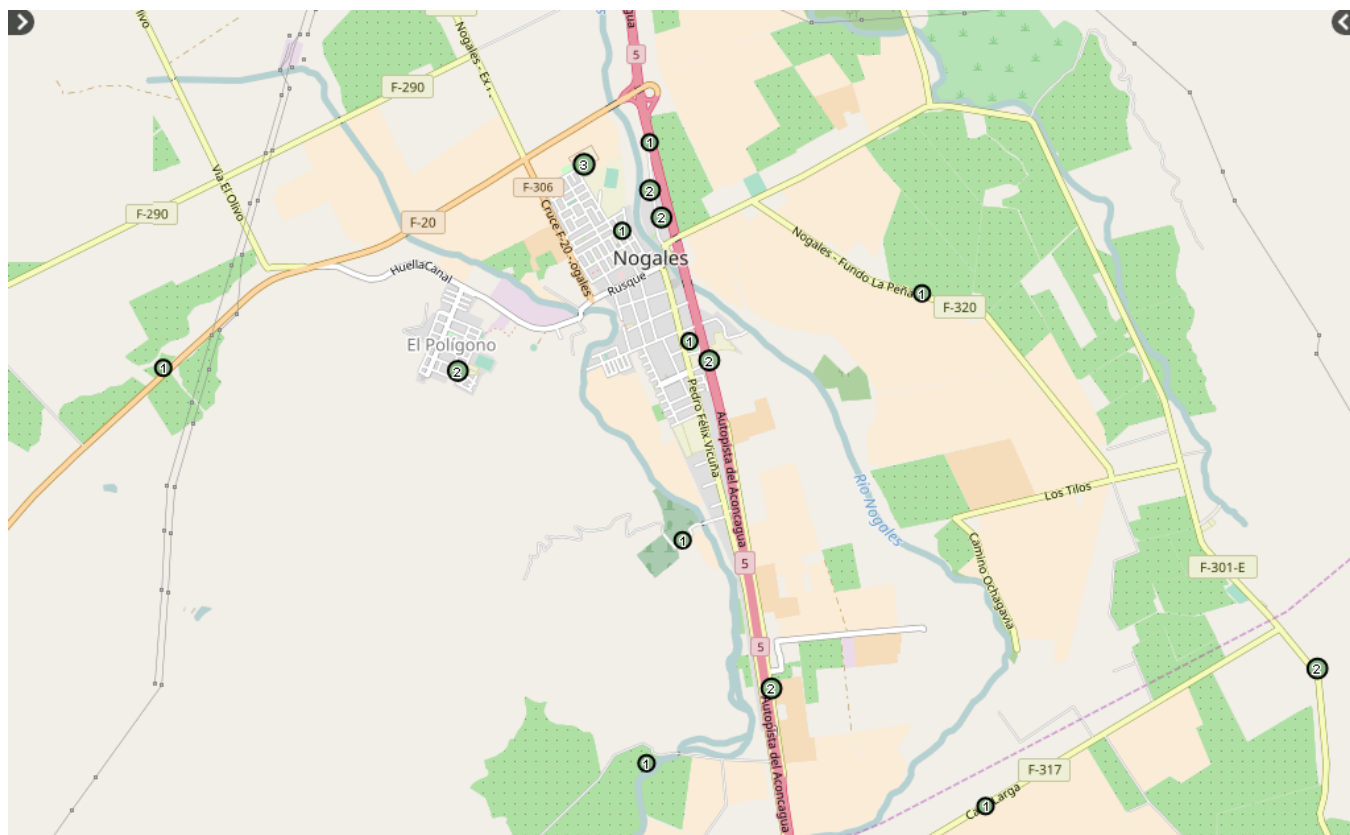 Olivo
Nogales - Ex
5
F-290
F-290
Vía El Olivo
F-20
F-306
Cruce F-20 -
ogales
HuellaCanal
Rusque
Nogales
El Polígono
Pedro Félix Vicuña
Autopista del Aconcagua
Nogales - Fundo La Peña
F-320
Río Nogales
Los Tilos
Camino Ochagavía
F-301-E
5
5
Autopista del Aconcagua
F-317
Larga
1
3
2
2
1
1
1
2
1
2
1
2
2
1
1